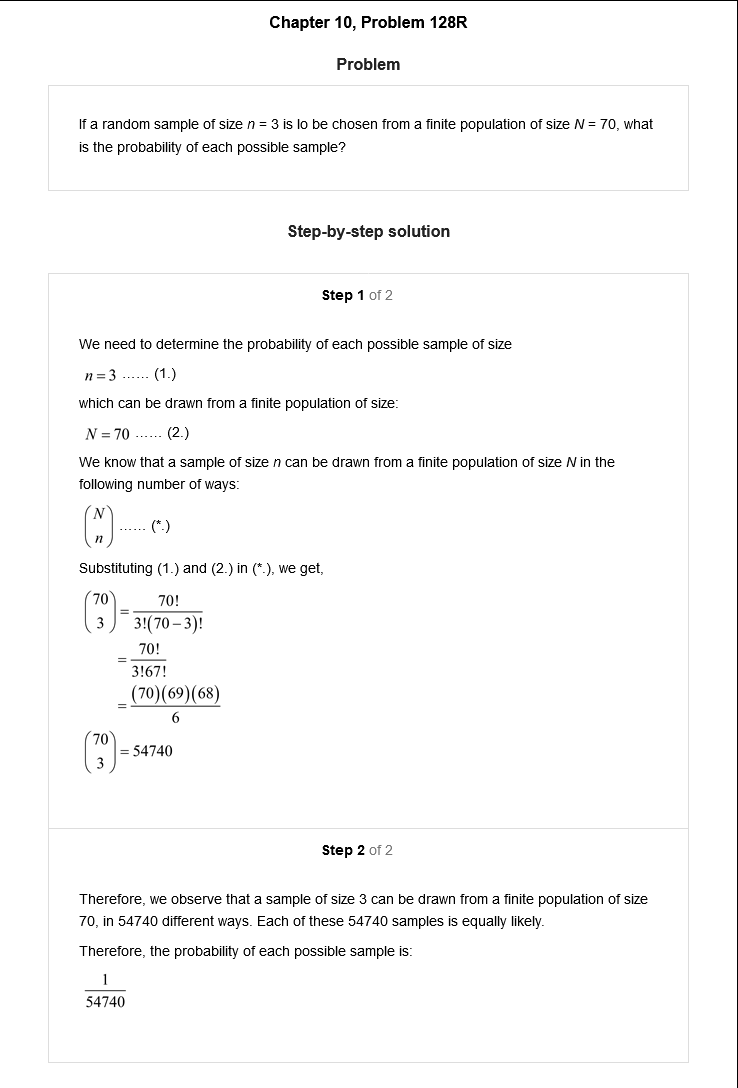 Chapter 10, Problem 128R
Problem
If a random sample of size n = 3 is lo be chosen from a finite population of size N = 70, what
is the probability of each possible sample?
Step-by-step solution
Step 1 of 2
We need to determine the probability of each possible sample of size
n = 3 ...... (1.)
which can be drawn from a finite population of size:
N = 70 ...... (2.)
We know that a sample of size n can be drawn from a finite population of size N in the
following number of ways:
(N
n) ...... (*.)
Substituting (1.) and (2.) in (*.), we get,
(70
3) = 70!/3!(70−3)!
= 70!/3!67!
= (70)(69)(68)/6
(70
3) = 54740
Step 2 of 2
Therefore, we observe that a sample of size 3 can be drawn from a finite population of size
70, in 54740 different ways. Each of these 54740 samples is equally likely.
Therefore, the probability of each possible sample is:
1
54740